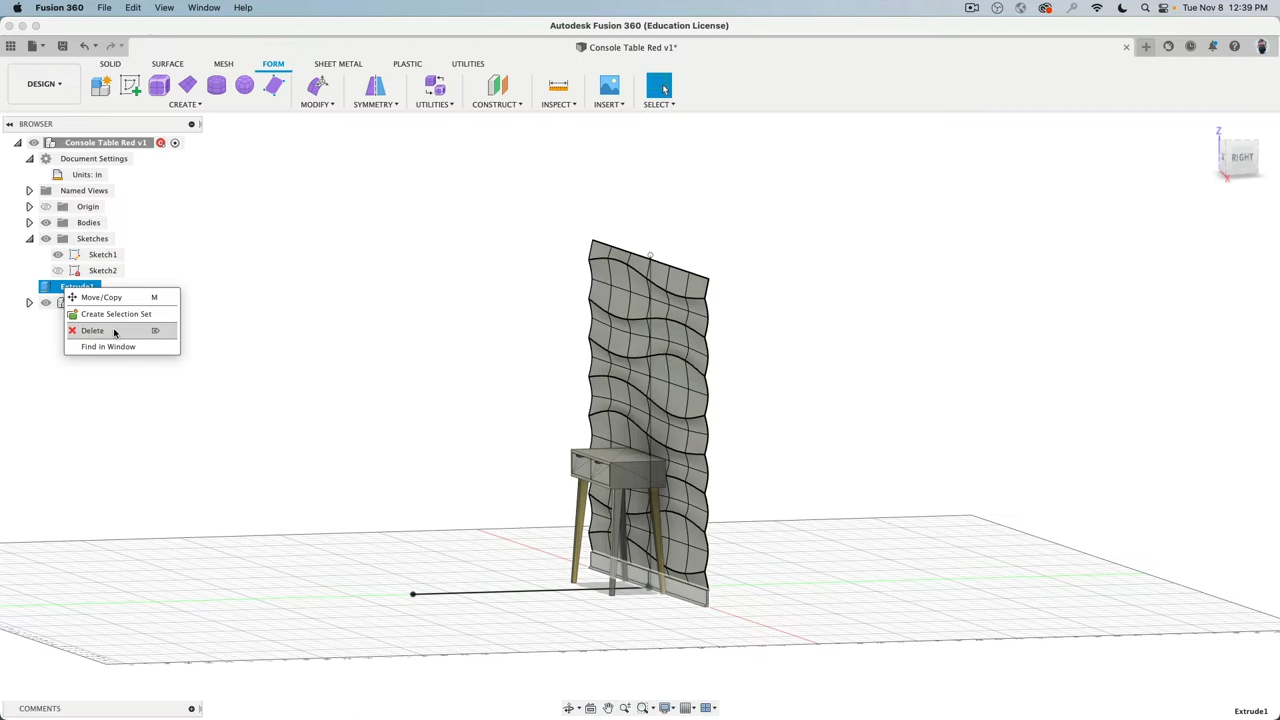 Fusion 360 File Edit View Window Help Tue Nov 8 12:39 PM
Autodesk Fusion 360 (Education License)
Console Table Red v1*
SOLID SURFACE MESH FORM SHEET METAL PLASTIC UTILITIES
DESIGN
CREATE MODIFY SYMMETRY UTILITIES CONSTRUCT INSPECT INSERT SELECT
BROWSER
Console Table Red v1
Document Settings
Units: in
Named Views
Origin
Bodies
Sketches
Sketch1
Sketch2
Extrude1
Move/Copy M
Create Selection Set
Delete
Find in Window
Z
RIGHT
X
COMMENTS
Extrude1